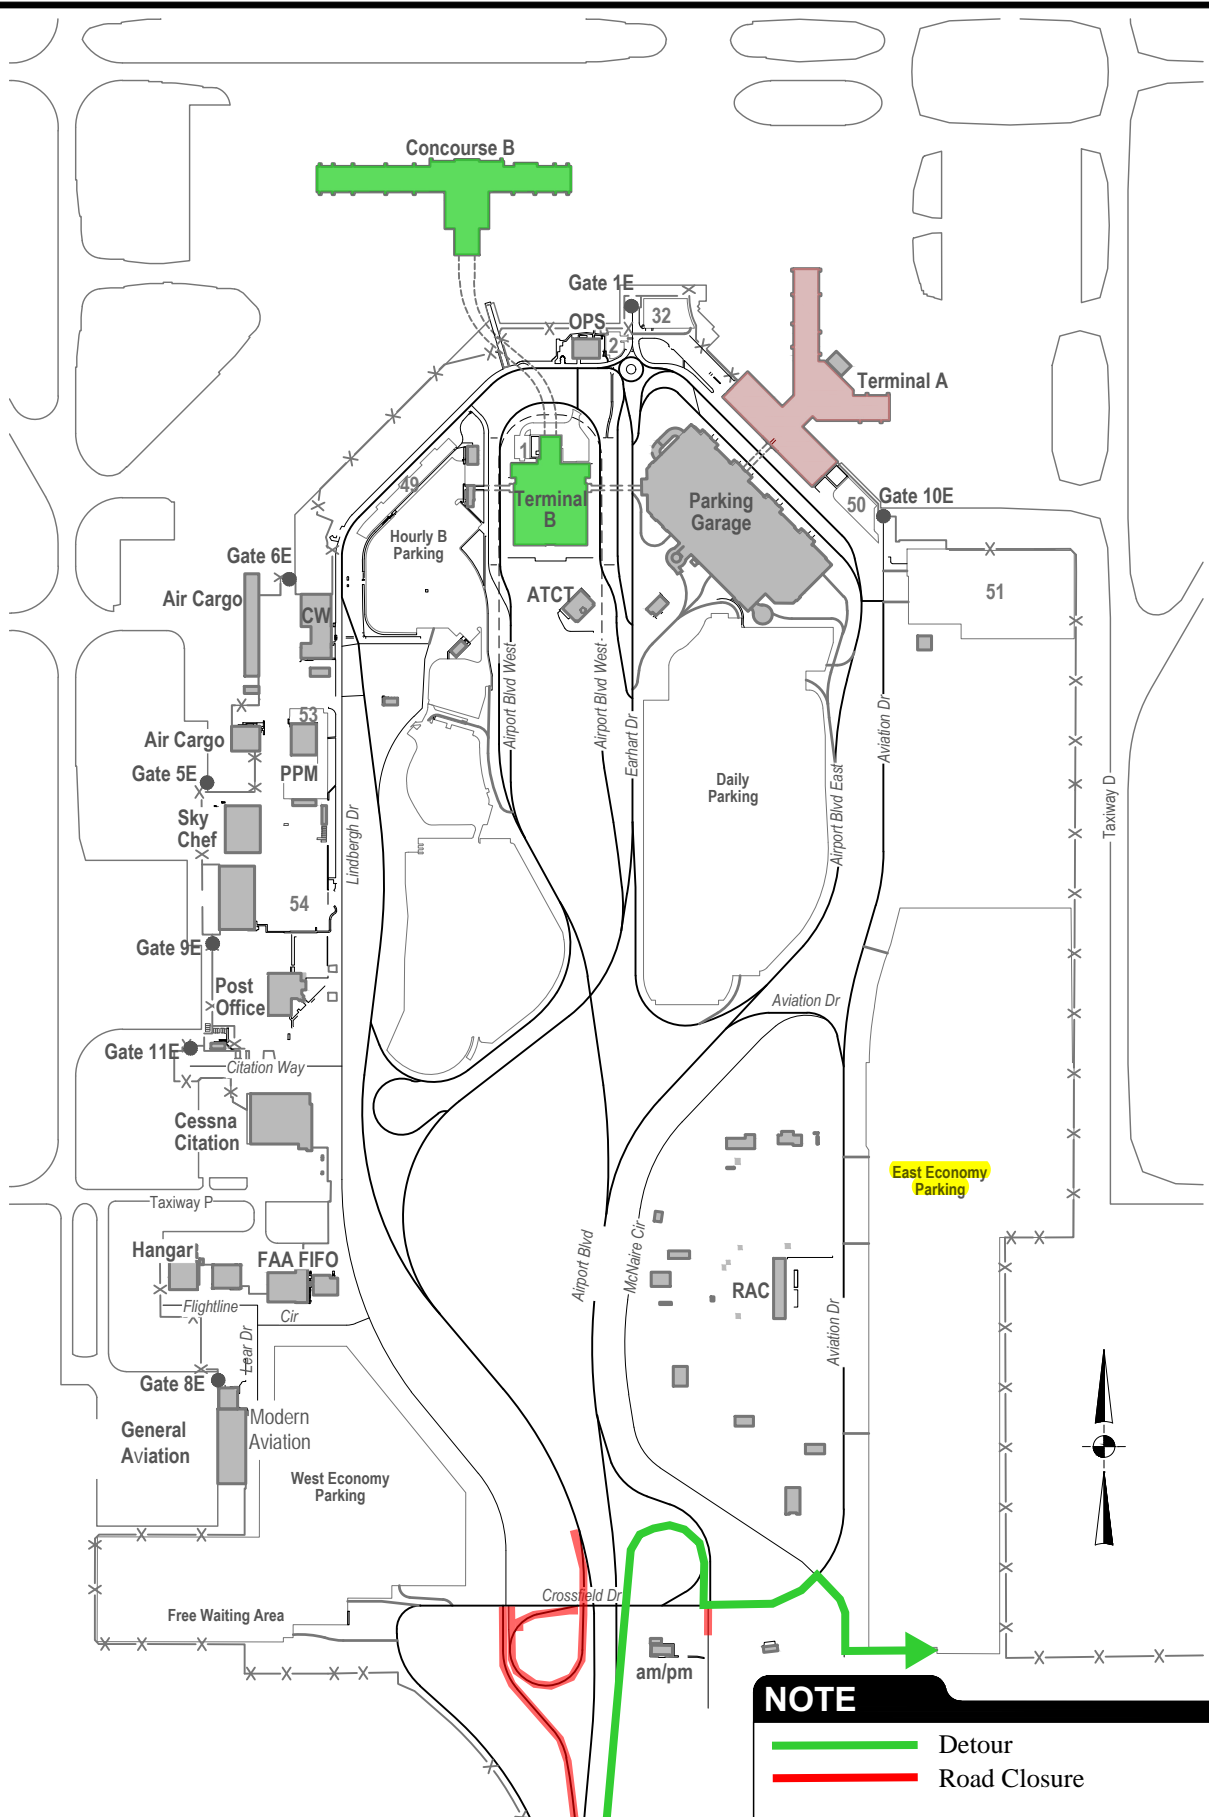 Concourse B
Gate 1E
32
OPS
2
Terminal A
1
49
Terminal
B
Parking
Garage
50
Gate 10E
Hourly B
Parking
Gate 6E
Air Cargo
CW
ATCT
51
Airport Blvd West
Airport Blvd West
Earhart Dr
Aviation Dr
53
Air Cargo
Gate 5E
PPM
Daily
Parking
Airport Blvd East
Taxiway D
Sky
Chef
Lindbergh Dr
54
Gate 9E
Post
Office
Aviation Dr
Gate 11E
Citation Way
Cessna
Citation
East Economy
Parking
Taxiway P
Hangar
FAA FIFO
Airport Blvd
McNaire Cir
RAC
Flightline
Cir
Lear Dr
Aviation Dr
Gate 8E
General
Aviation
Modern
Aviation
West Economy
Parking
Crossfield Dr
Free Waiting Area
am/pm
NOTE
Detour
Road Closure